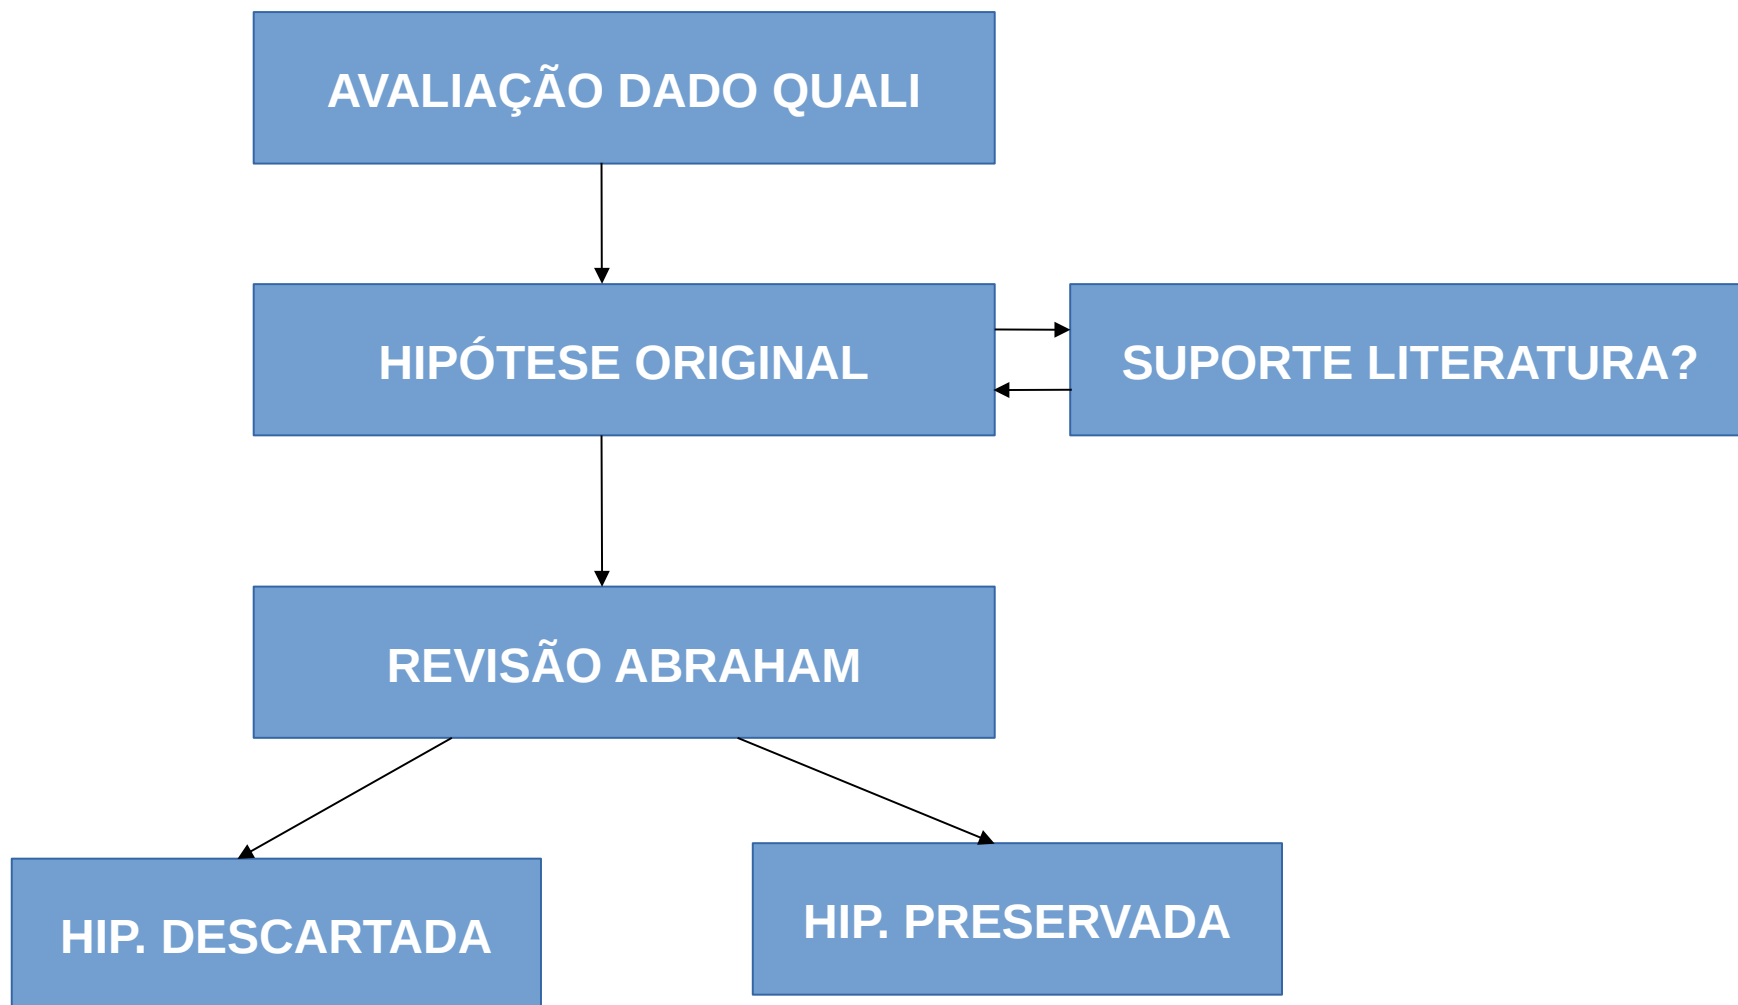 AVALIAÇÃO DADO QUALI
HIPÓTESE ORIGINAL
SUPORTE LITERATURA?
REVISÃO ABRAHAM
HIP. DESCARTADA
HIP. PRESERVADA